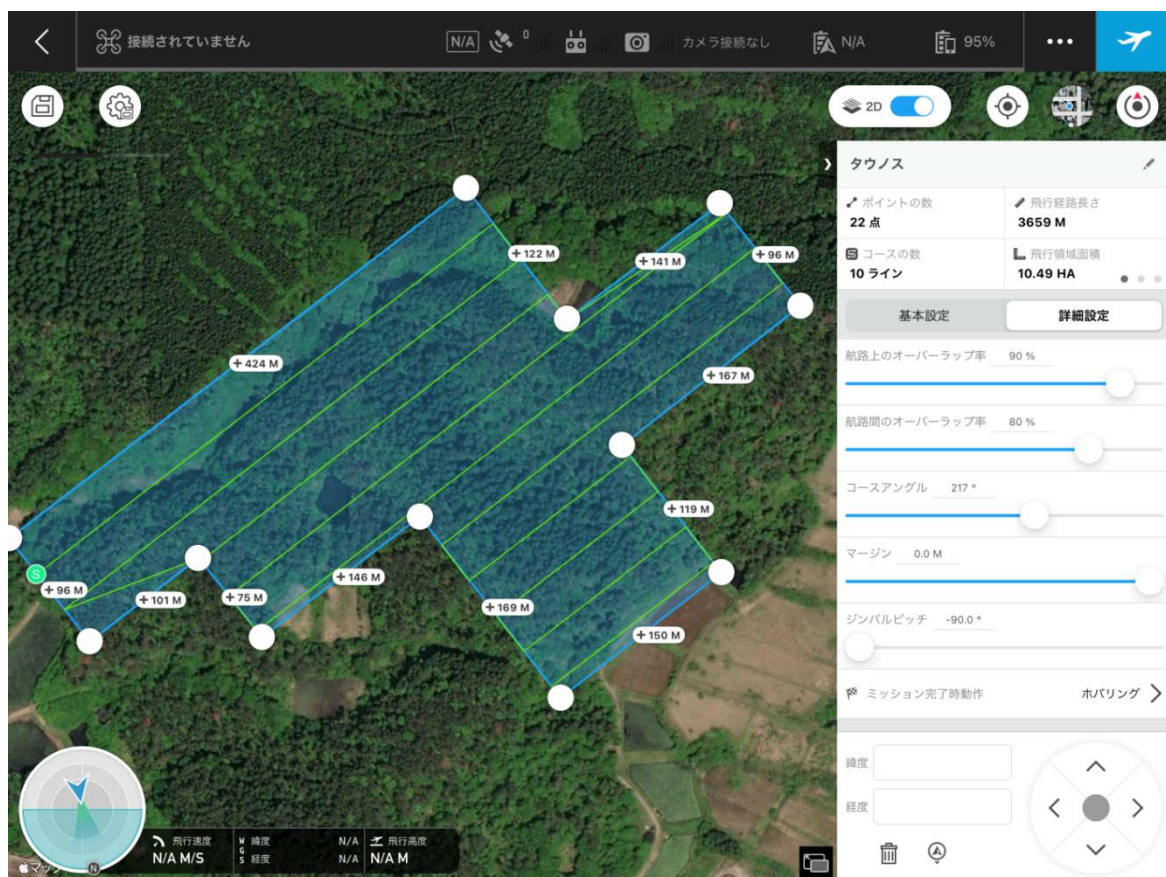 接続されていません
N/A
0
カメラ接続なし
N/A
95%
2D
タウノス
ポイントの数
22 点
飛行経路長さ
3659 M
コースの数
10 ライン
飛行領域面積
10.49 HA
基本設定
詳細設定
航路上のオーバーラップ率 90 %
航路間のオーバーラップ率 80 %
コースアングル 217 °
マージン 0.0 M
ジンバルピッチ -90.0 °
ミッション完了時動作 ホバリング
緯度
経度
+ 122 M
+ 141 M
+ 96 M
+ 424 M
+ 167 M
+ 119 M
S
+ 96 M
+ 101 M
+ 75 M
+ 146 M
+ 169 M
+ 150 M
N
マップ
飛行速度
N/A M/S
WGS
緯度 N/A
経度 N/A
飛行高度
N/A M